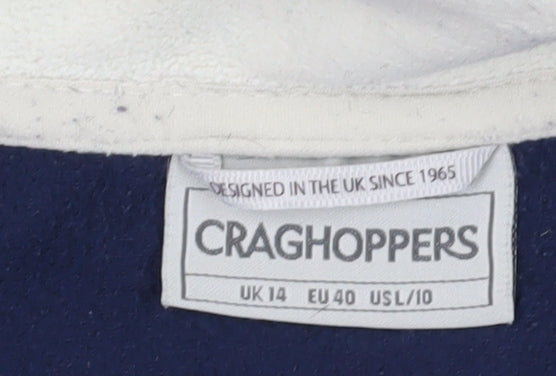 DESIGNED IN THE UK SINCE 1965
CRAGHOPPERS
UK 14 EU 40 US L/10